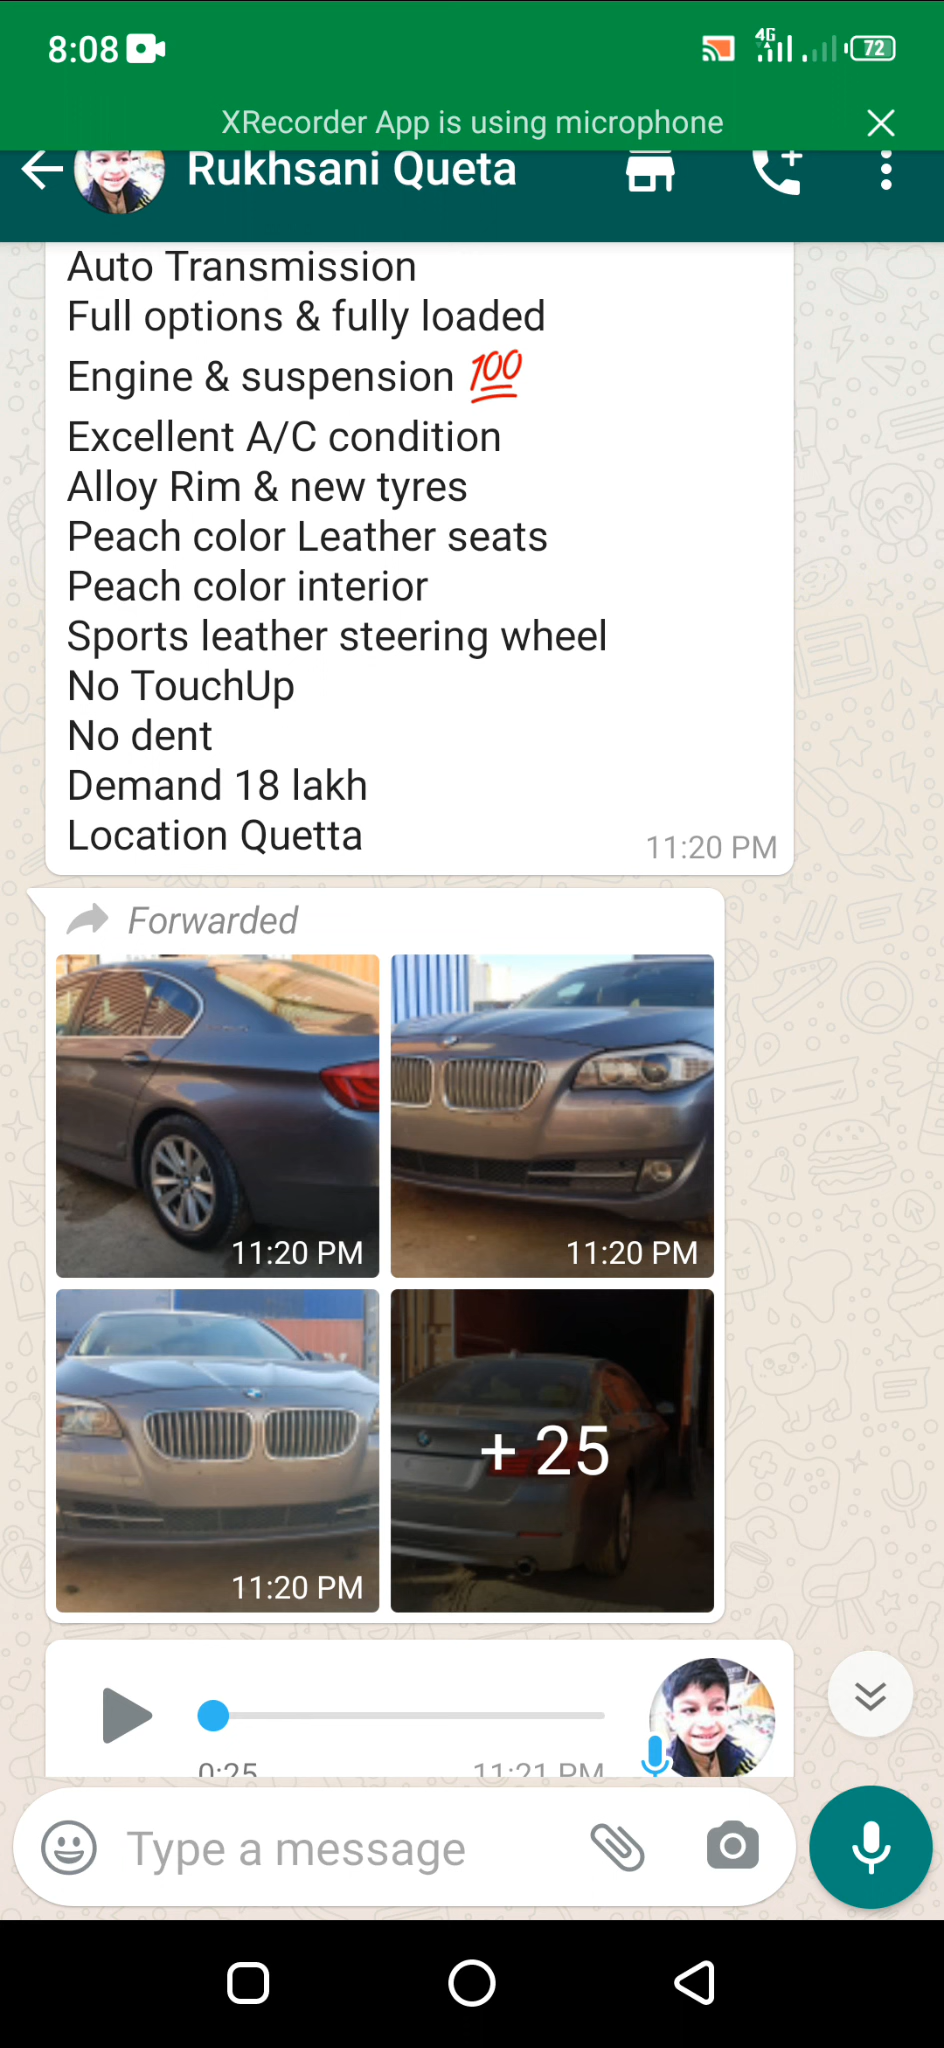 8:08
4G
72
XRecorder App is using microphone
Rukhsani Queta
Auto Transmission
Full options & fully loaded
Engine & suspension 💯
Excellent A/C condition
Alloy Rim & new tyres
Peach color Leather seats
Peach color interior
Sports leather steering wheel
No TouchUp
No dent
Demand 18 lakh
Location Quetta
11:20 PM
Forwarded
11:20 PM
11:20 PM
11:20 PM
+ 25
0:25
11:21 PM
Type a message